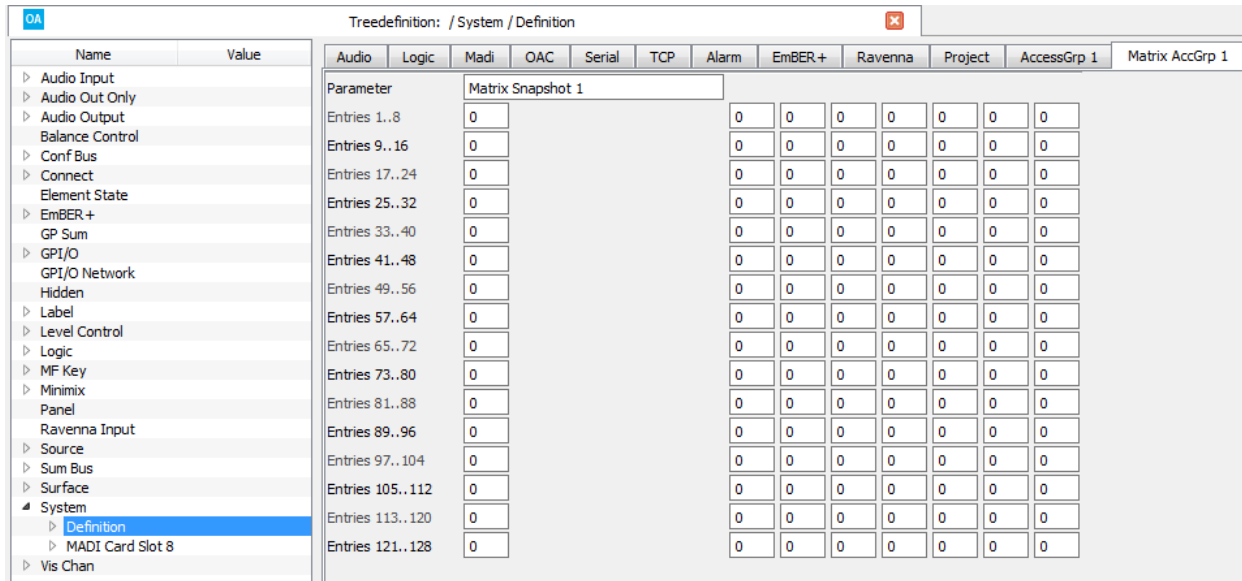 OA
Treedefinition: / System / Definition
Name Value
Audio Input
Audio Out Only
Audio Output
Balance Control
Conf Bus
Connect
Element State
EmBER+
GP Sum
GPI/O
GPI/O Network
Hidden
Label
Level Control
Logic
MF Key
Minimix
Panel
Ravenna Input
Source
Sum Bus
Surface
System
Definition
MADI Card Slot 8
Vis Chan
Audio Logic Madi OAC Serial TCP Alarm EmBER+ Ravenna Project AccessGrp 1 Matrix AccGrp 1
Parameter Matrix Snapshot 1
Entries 1..8 0 0 0 0 0 0 0 0
Entries 9..16 0 0 0 0 0 0 0 0
Entries 17..24 0 0 0 0 0 0 0 0
Entries 25..32 0 0 0 0 0 0 0 0
Entries 33..40 0 0 0 0 0 0 0 0
Entries 41..48 0 0 0 0 0 0 0 0
Entries 49..56 0 0 0 0 0 0 0 0
Entries 57..64 0 0 0 0 0 0 0 0
Entries 65..72 0 0 0 0 0 0 0 0
Entries 73..80 0 0 0 0 0 0 0 0
Entries 81..88 0 0 0 0 0 0 0 0
Entries 89..96 0 0 0 0 0 0 0 0
Entries 97..104 0 0 0 0 0 0 0 0
Entries 105..112 0 0 0 0 0 0 0 0
Entries 113..120 0 0 0 0 0 0 0 0
Entries 121..128 0 0 0 0 0 0 0 0